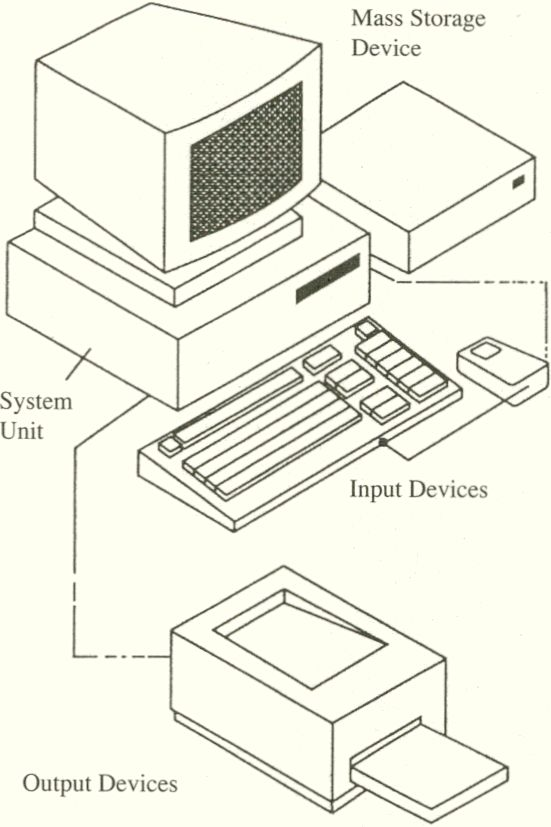 Mass Storage
Device
System
Unit
Input Devices
Output Devices